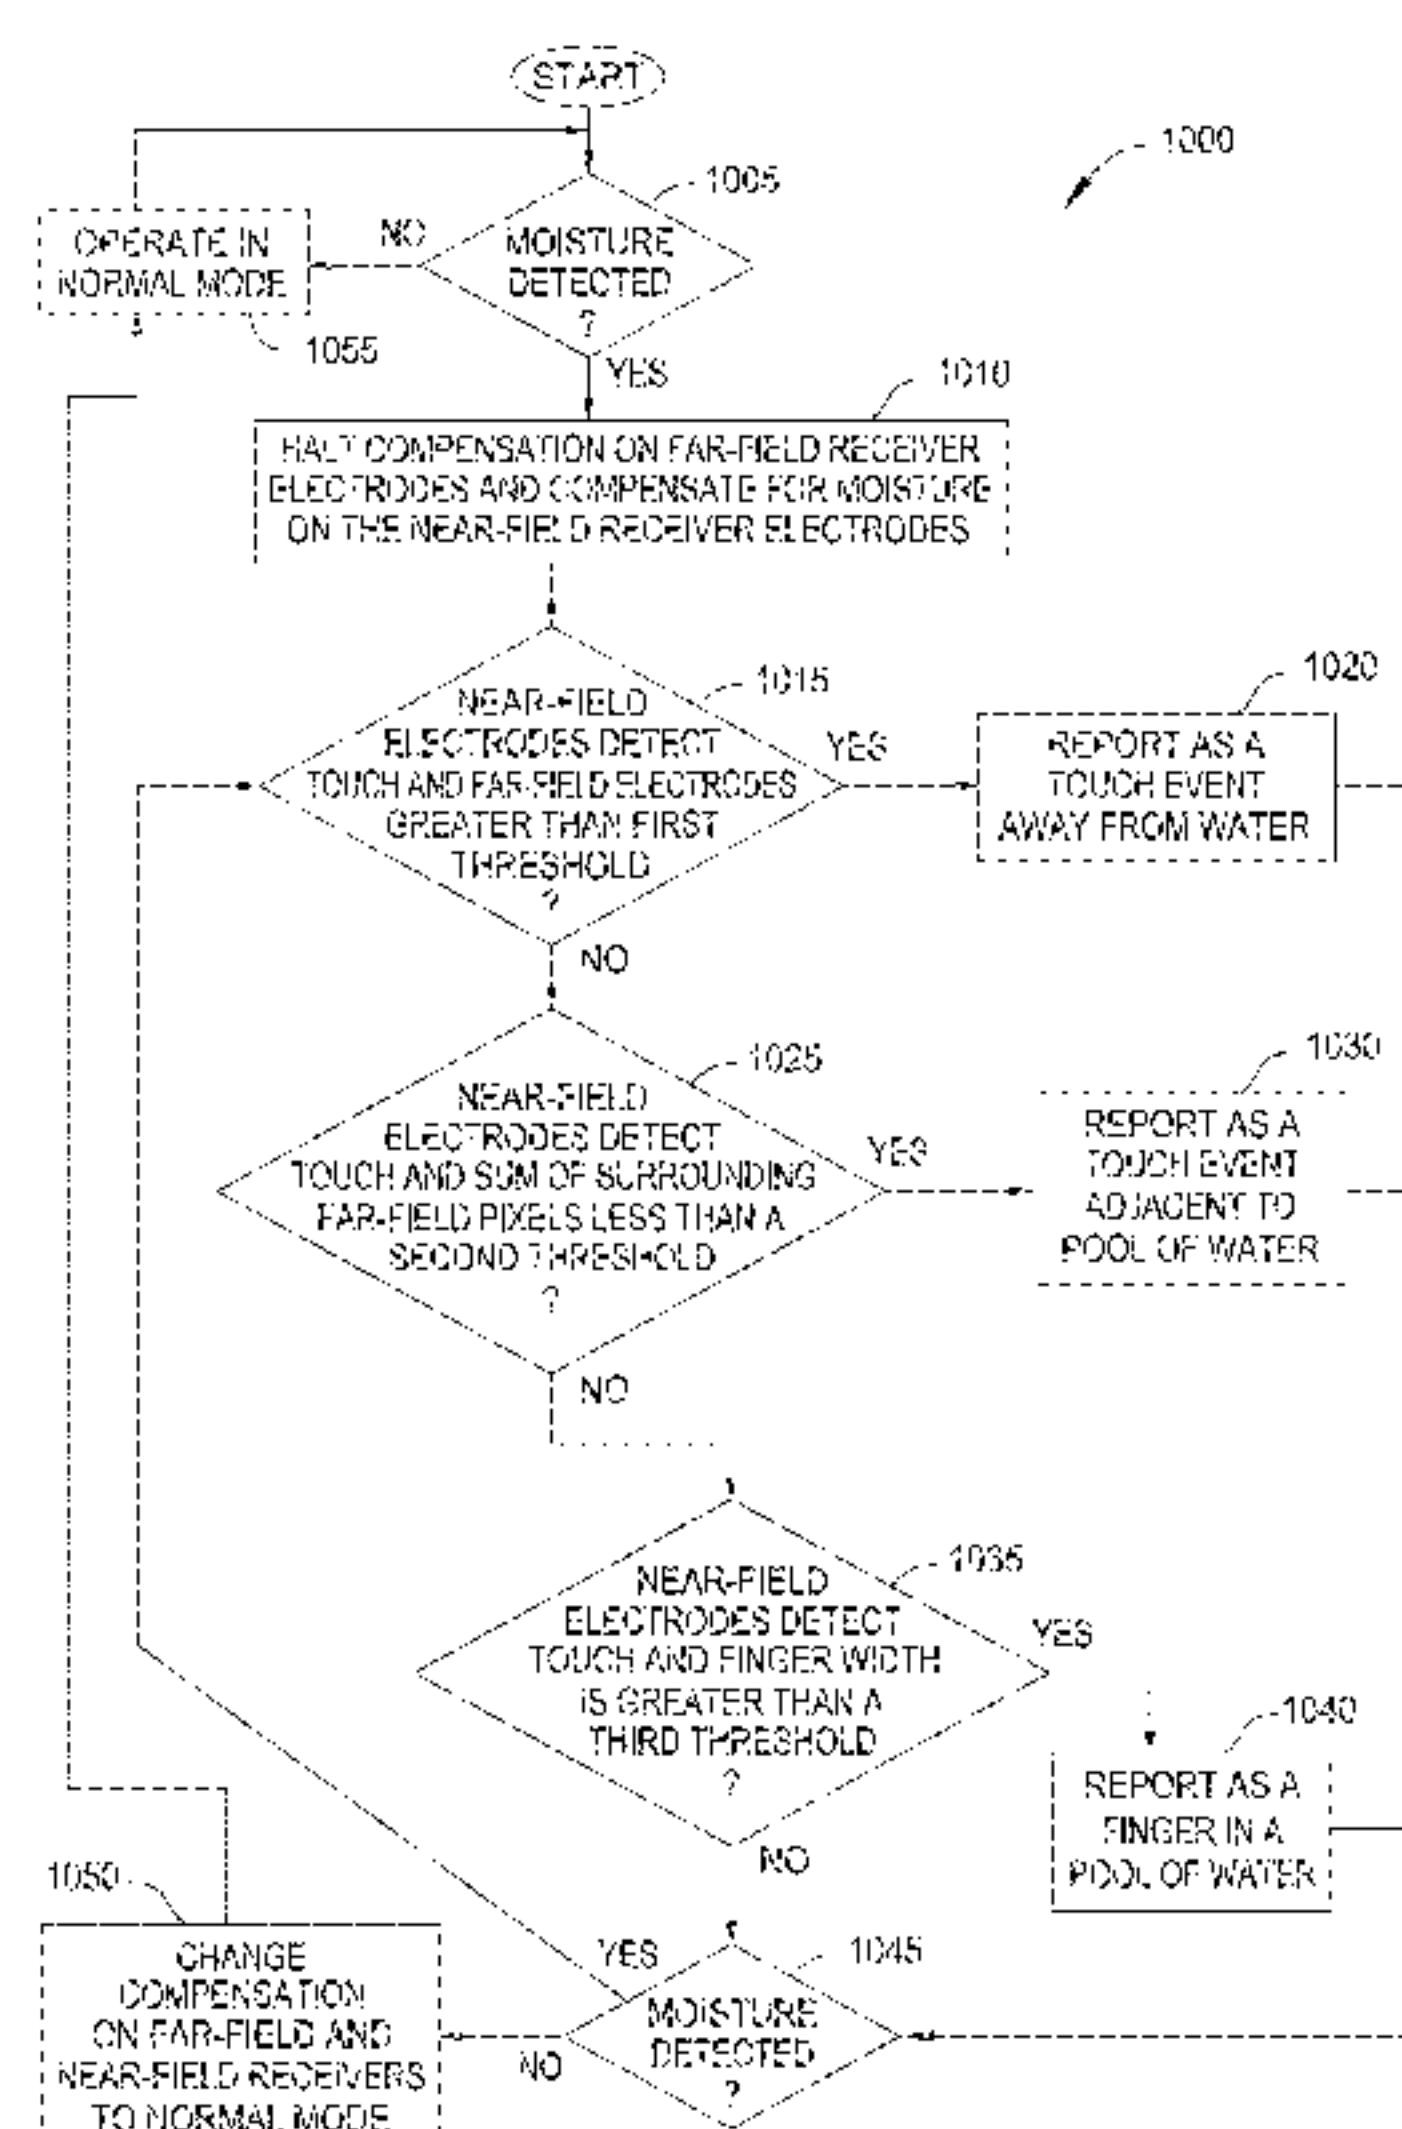 START
1000
1005
NO
OPERATE IN
NORMAL MODE
MOISTURE
DETECTED
?
1055
YES
1010
HALT COMPENSATION ON FAR-FIELD RECEIVER
ELECTRODES AND COMPENSATE FOR MOISTURE
ON THE NEAR-FIELD RECEIVER ELECTRODES
1015
NEAR-FIELD
ELECTRODES DETECT
TOUCH AND FAR-FIELD ELECTRODES
GREATER THAN FIRST
THRESHOLD
?
YES
1020
REPORT AS A
TOUCH EVENT
AWAY FROM WATER
NO
1025
NEAR-FIELD
ELECTRODES DETECT
TOUCH AND SUM OF SURROUNDING
FAR-FIELD PIXELS LESS THAN A
SECOND THRESHOLD
?
YES
1030
REPORT AS A
TOUCH EVENT
ADJACENT TO
POOL OF WATER
NO
1035
NEAR-FIELD
ELECTRODES DETECT
TOUCH AND FINGER WIDTH
IS GREATER THAN A
THIRD THRESHOLD
?
YES
1040
REPORT AS A
FINGER IN A
POOL OF WATER
NO
1050
CHANGE
COMPENSATION
ON FAR-FIELD AND
NEAR-FIELD RECEIVERS
TO NORMAL MODE
YES
1045
MOISTURE
DETECTED
?
NO